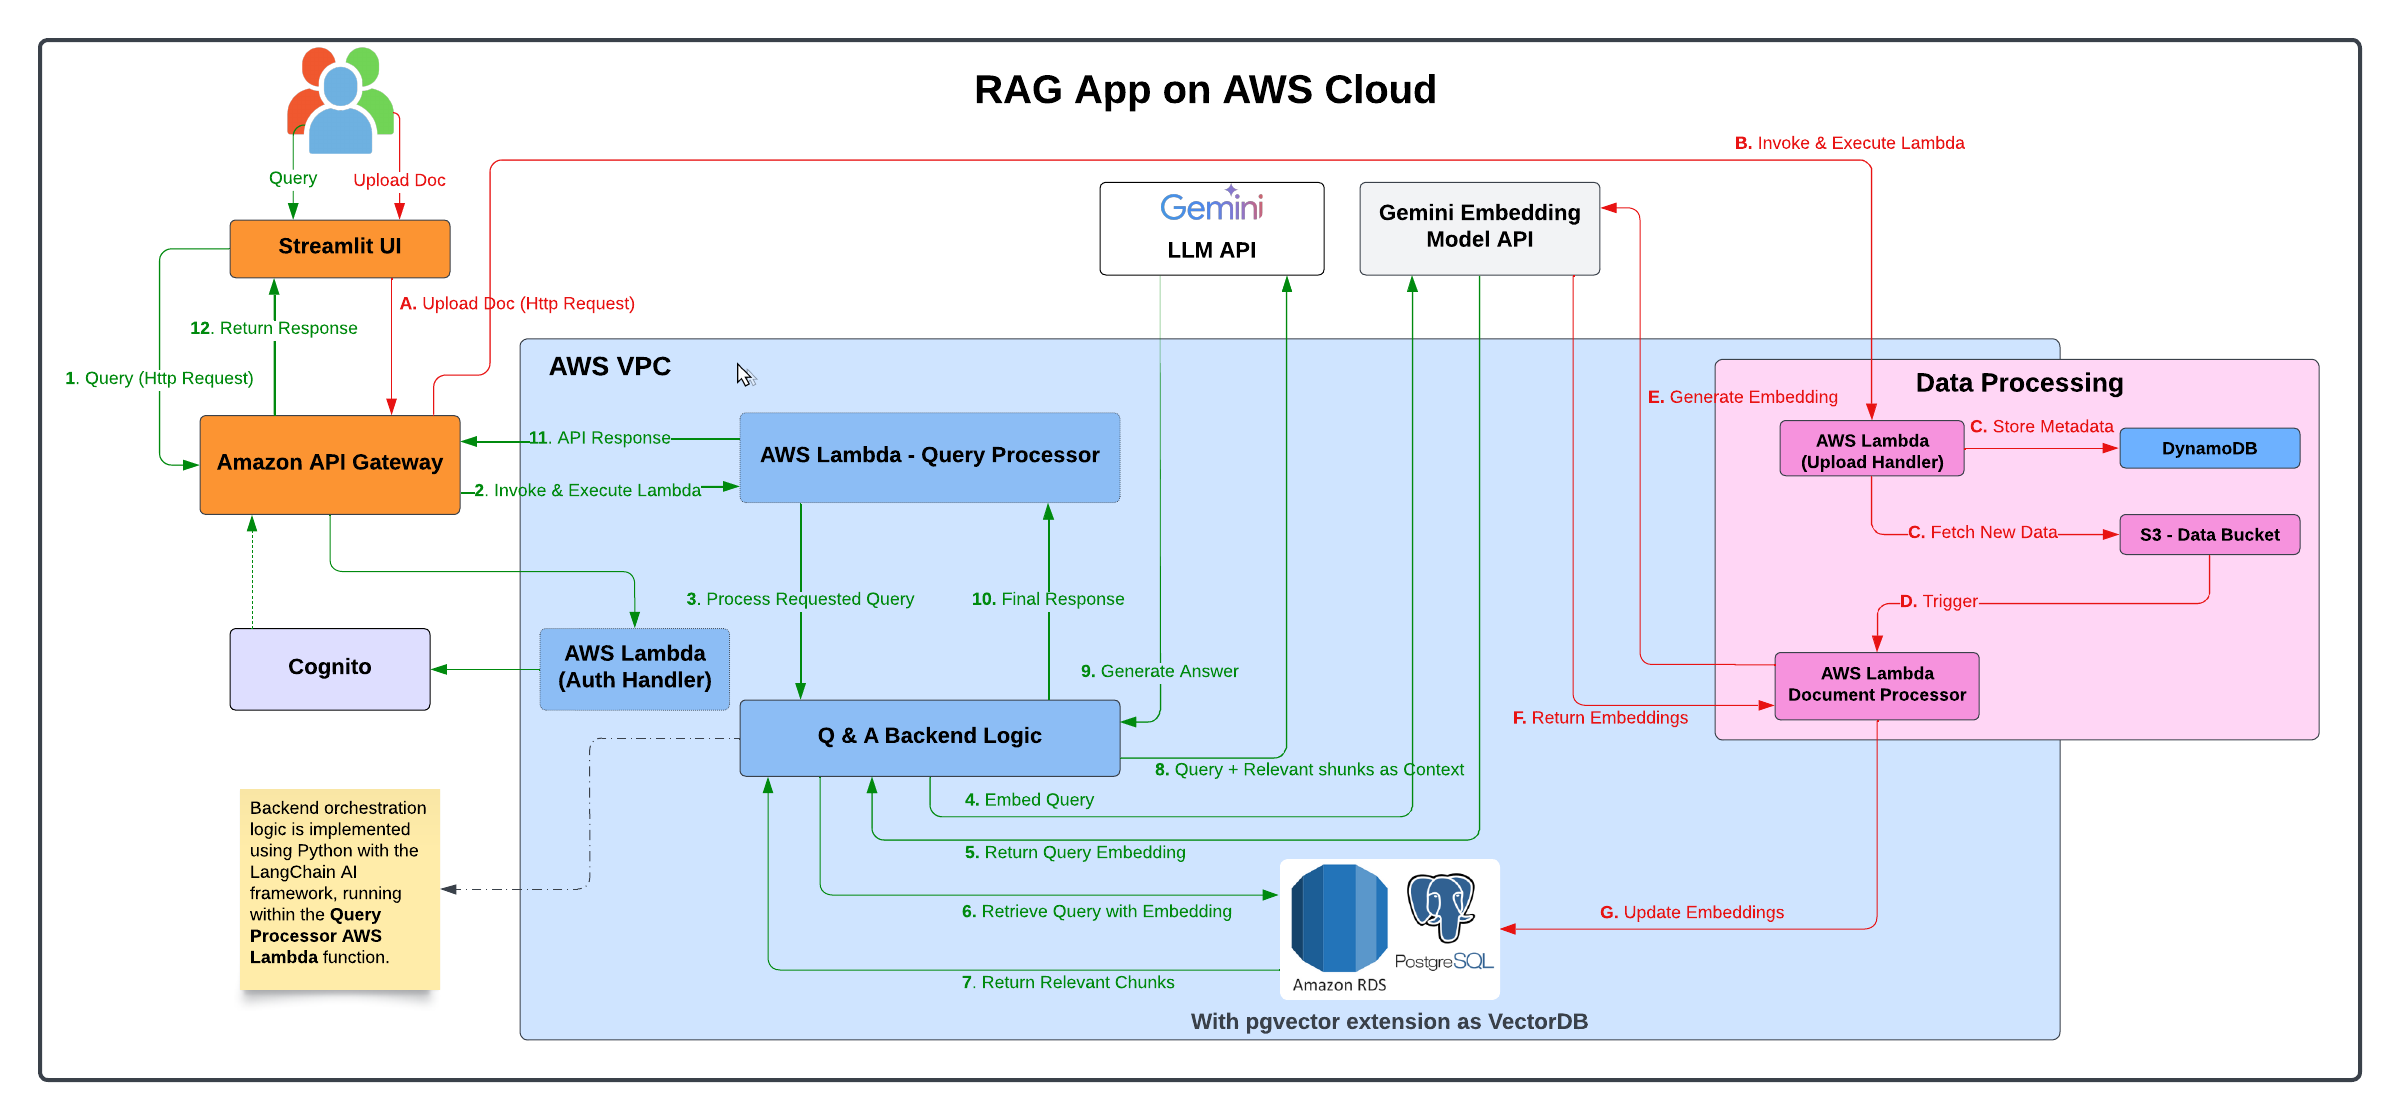 RAG App on AWS Cloud
Query
Upload Doc
B. Invoke & Execute Lambda
Streamlit UI
Gemini
LLM API
Gemini Embedding
Model API
A. Upload Doc (Http Request)
12. Return Response
1. Query (Http Request)
AWS VPC
Data Processing
E. Generate Embedding
Amazon API Gateway
11. API Response
2. Invoke & Execute Lambda
AWS Lambda - Query Processor
AWS Lambda
(Upload Handler)
C. Store Metadata
DynamoDB
C. Fetch New Data
S3 - Data Bucket
3. Process Requested Query
10. Final Response
D. Trigger
Cognito
AWS Lambda
(Auth Handler)
9. Generate Answer
AWS Lambda
Document Processor
F. Return Embeddings
Q & A Backend Logic
8. Query + Relevant shunks as Context
4. Embed Query
5. Return Query Embedding
Backend orchestration
logic is implemented
using Python with the
LangChain AI
framework, running
within the Query
Processor AWS
Lambda function.
6. Retrieve Query with Embedding
G. Update Embeddings
PostgreSQL
7. Return Relevant Chunks
Amazon RDS
With pgvector extension as VectorDB